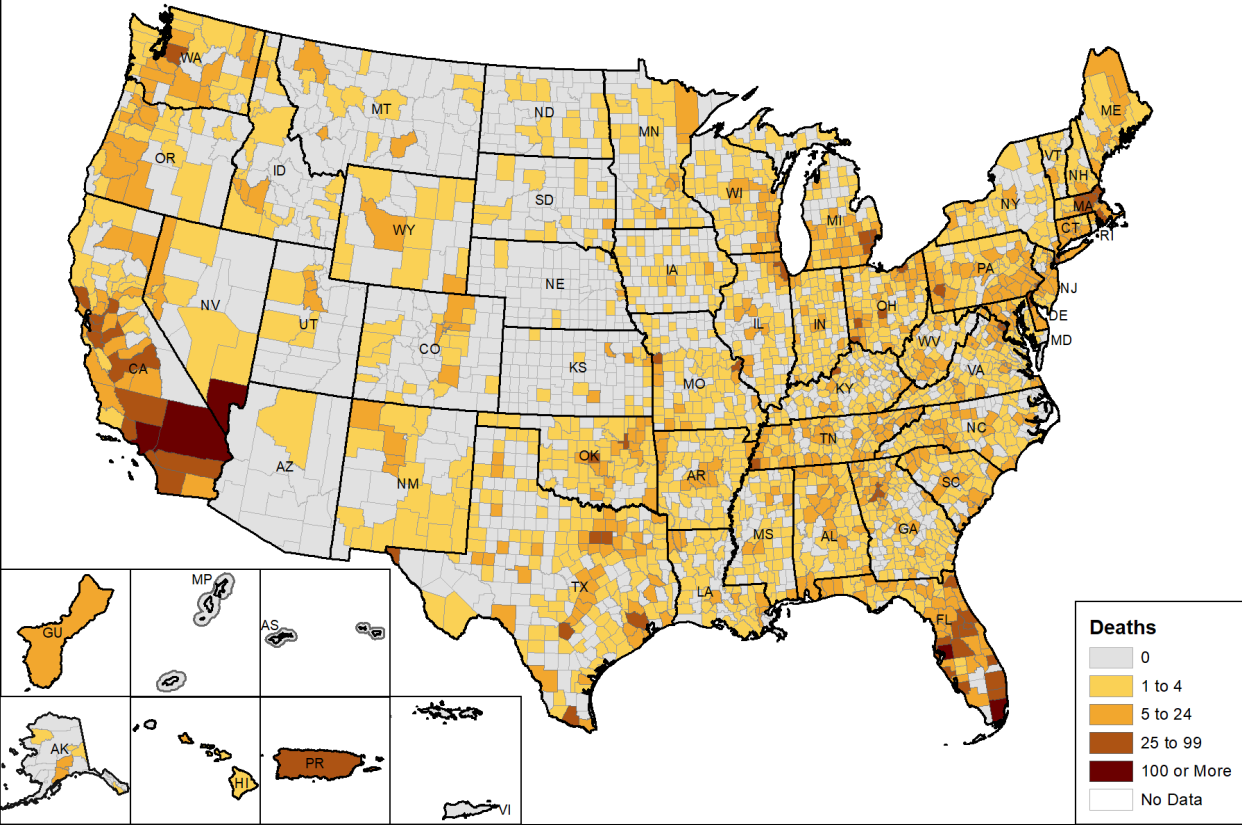 WA
MT
ND
MN
ME
VT
NH
OR
ID
SD
WI
MI
NY
MA
CT
RI
WY
IA
PA
NE
NJ
NV
OH
DE
UT
IL
IN
MD
CO
WV
CA
KS
MO
VA
KY
NC
TN
OK
AZ
AR
SC
NM
MS
AL
GA
TX
LA
FL
MP
GU
AS
AK
HI
PR
VI
Deaths
0
1 to 4
5 to 24
25 to 99
100 or More
No Data